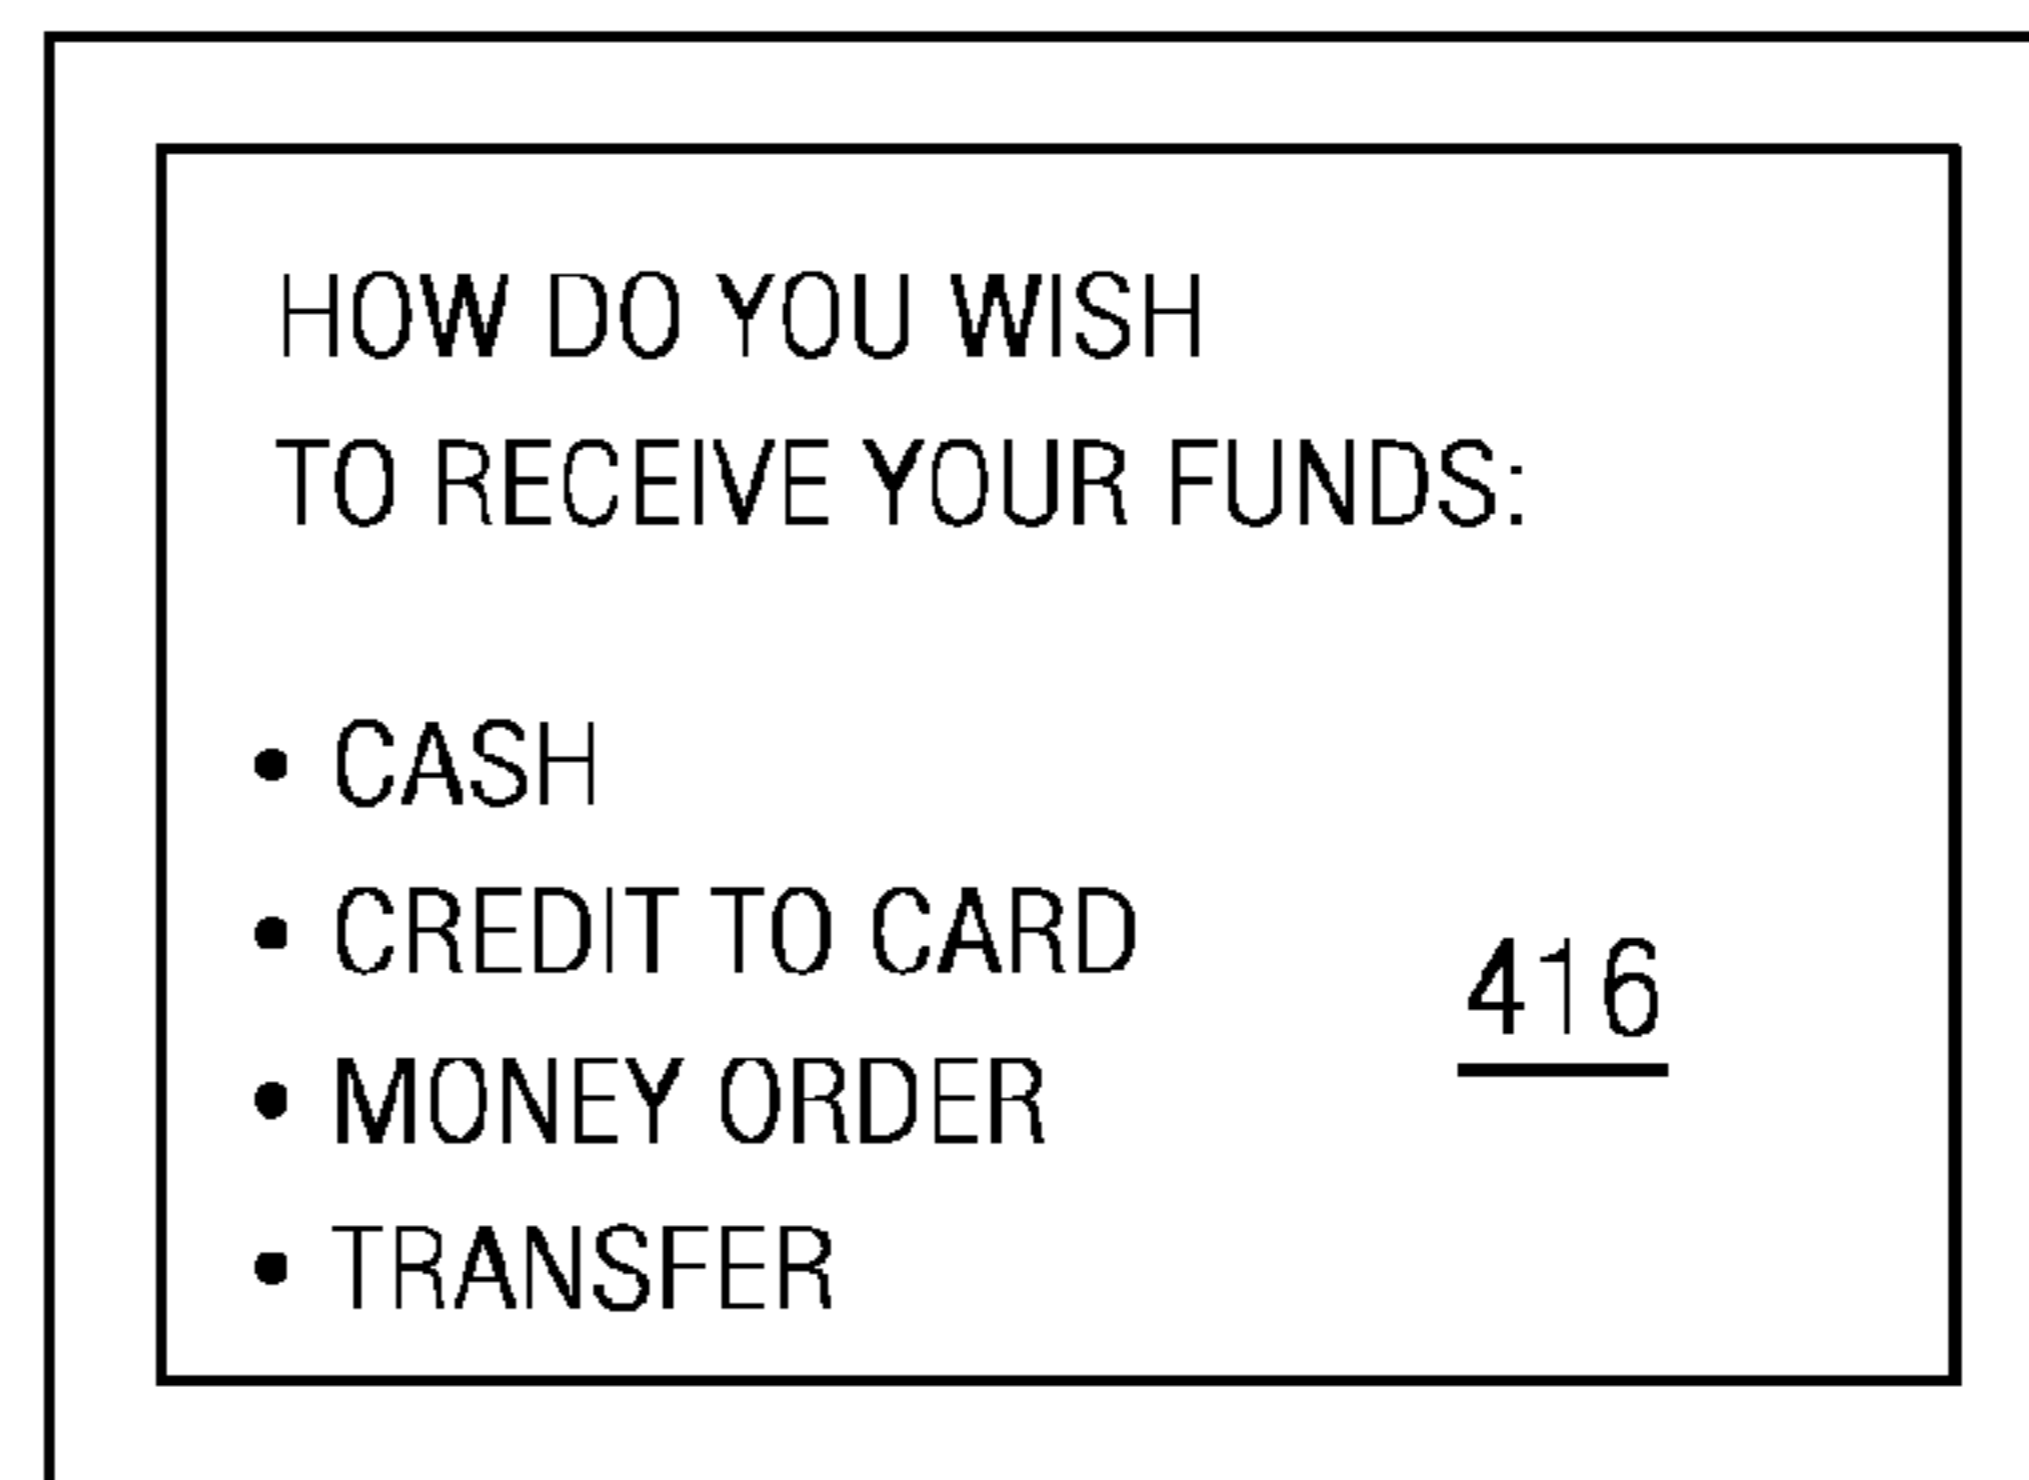 HOW DO YOU WISH
TO RECEIVE YOUR FUNDS:
• CASH
• CREDIT TO CARD
416
• MONEY ORDER
• TRANSFER